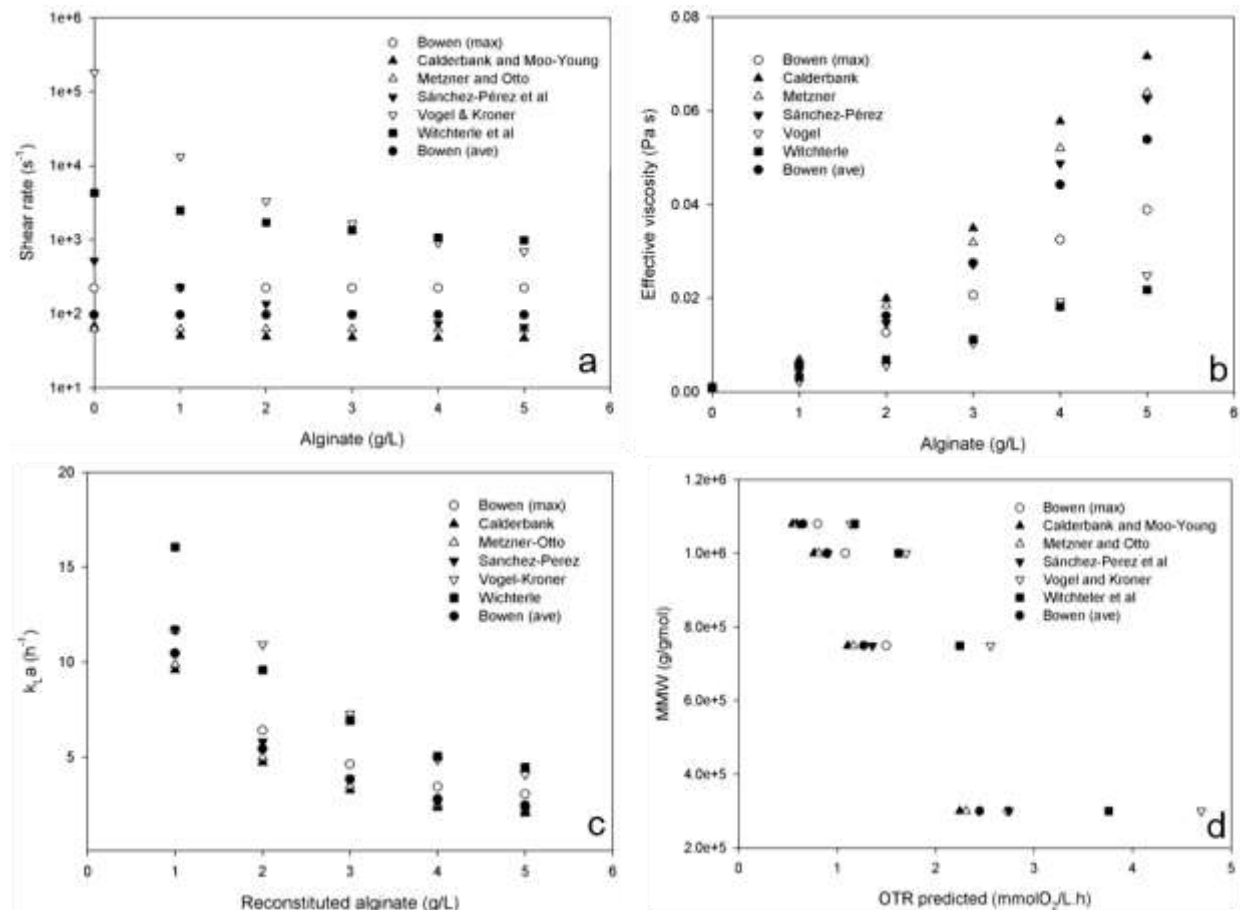 1e+6
1e+5
1e+4
1e+3
1e+2
1e+1
Shear rate (s⁻¹)
Bowen (max)
Calderbank and Moo-Young
Metzner and Otto
Sánchez-Pérez et al
Vogel & Kroner
Witchterle et al
Bowen (ave)
a
0 1 2 3 4 5 6
Alginate (g/L)
0.08
0.06
0.04
0.02
0.00
Effective viscosity (Pa s)
Bowen (max)
Calderbank
Metzner
Sánchez-Pérez
Vogel
Witchterle
Bowen (ave)
b
0 1 2 3 4 5 6
Alginate (g/L)
20
15
10
5
kLa (h⁻¹)
Bowen (max)
Calderbank
Metzner-Otto
Sanchez-Perez
Vogel-Kroner
Wichterle
Bowen (ave)
c
0 1 2 3 4 5 6
Reconstituted alginate (g/L)
1.2e+6
1.0e+6
8.0e+5
6.0e+5
4.0e+5
2.0e+5
MMW (g/gmol)
Bowen (max)
Calderbank and Moo-Young
Metzner and Otto
Sánchez-Perez et al
Vogel and Kroner
Witchteler et al
Bowen (ave)
d
0 1 2 3 4 5
OTR predicted (mmolO₂/L.h)